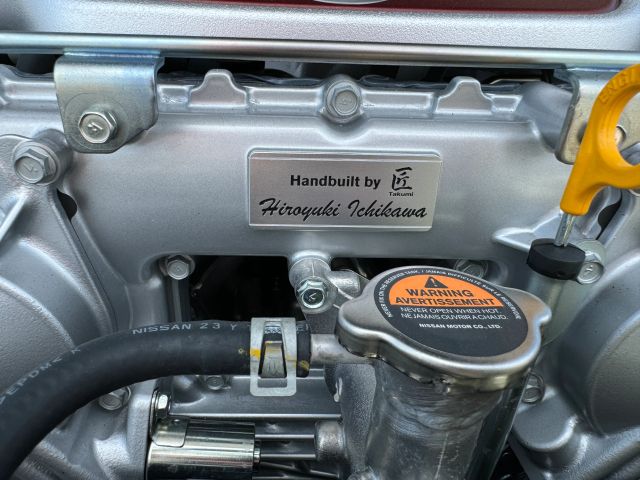 Handbuilt by 匠
Takumi
Hiroyuki Ichikawa
WARNING
AVERTISSEMENT
NEVER OPEN WHEN HOT.
NE JAMAIS OUVRIR A CHAUD.
NISSAN MOTOR CO., LTD.
NISSAN 23 Y